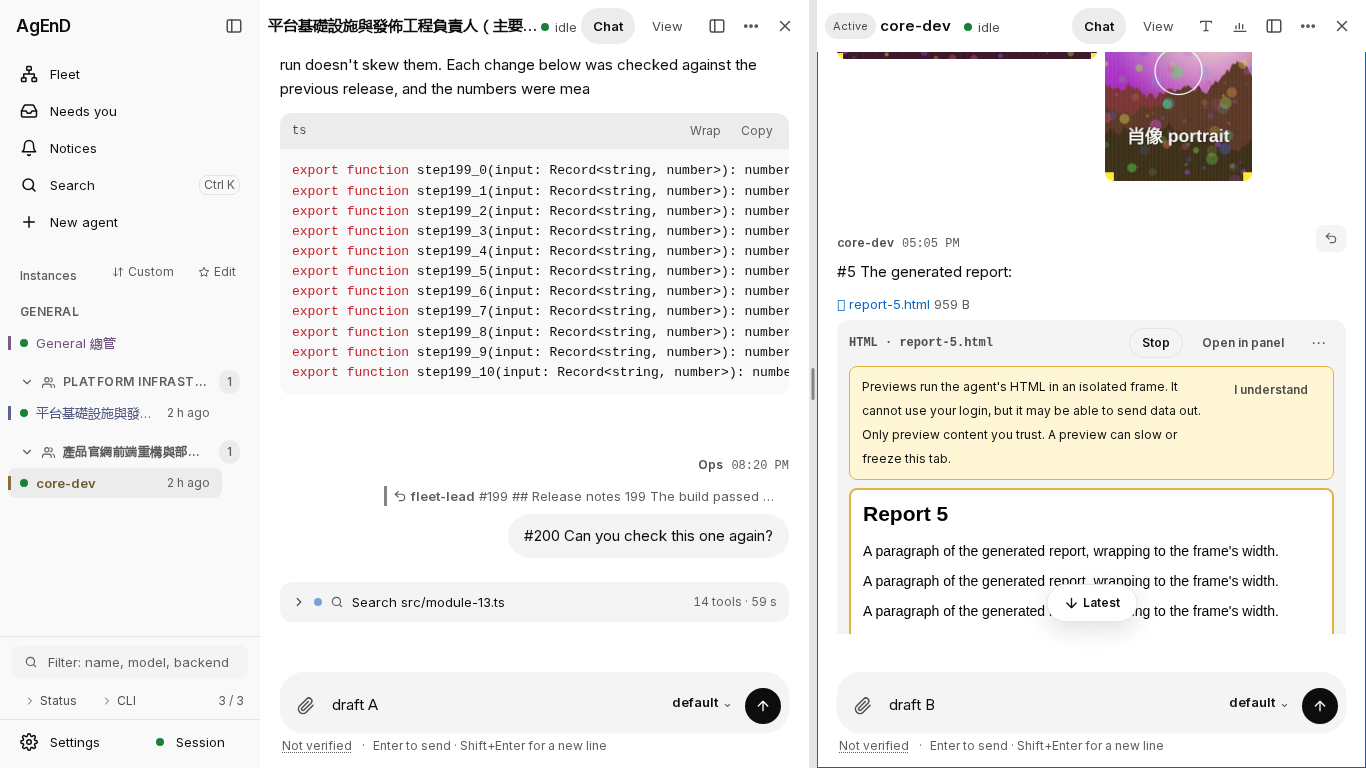 AgEnD
Fleet
Needs you
Notices
Search
Ctrl K
New agent
Instances
Custom
Edit
GENERAL
General 總管
PLATFORM INFRAST…
1
平台基礎設施與發…
2 h ago
產品官網前端重構與部…
1
core-dev
2 h ago
Filter: name, model, backend
Status
CLI
3 / 3
Settings
Session
平台基礎設施與發佈工程負責人（主要…
idle
Chat
View
run doesn't skew them. Each change below was checked against the
previous release, and the numbers were mea
ts
Wrap
Copy
export function step199_0(input: Record<string, number>): number
export function step199_1(input: Record<string, number>): number
export function step199_2(input: Record<string, number>): number
export function step199_3(input: Record<string, number>): number
export function step199_4(input: Record<string, number>): number
export function step199_5(input: Record<string, number>): number
export function step199_6(input: Record<string, number>): number
export function step199_7(input: Record<string, number>): number
export function step199_8(input: Record<string, number>): number
export function step199_9(input: Record<string, number>): number
export function step199_10(input: Record<string, number>): numbe
Ops 08:20 PM
fleet-lead #199 ## Release notes 199 The build passed …
#200 Can you check this one again?
Search src/module-13.ts
14 tools · 59 s
draft A
default
Not verified · Enter to send · Shift+Enter for a new line
Active
core-dev
idle
Chat
View
肖像 portrait
core-dev 05:05 PM
#5 The generated report:
report-5.html 959 B
HTML · report-5.html
Stop
Open in panel
Previews run the agent's HTML in an isolated frame. It
cannot use your login, but it may be able to send data out.
Only preview content you trust. A preview can slow or
freeze this tab.
I understand
Report 5
A paragraph of the generated report, wrapping to the frame's width.
A paragraph of the generated report, wrapping to the frame's width.
A paragraph of the generated ng to the frame's width.
Latest
draft B
default
Not verified · Enter to send · Shift+Enter for a new line